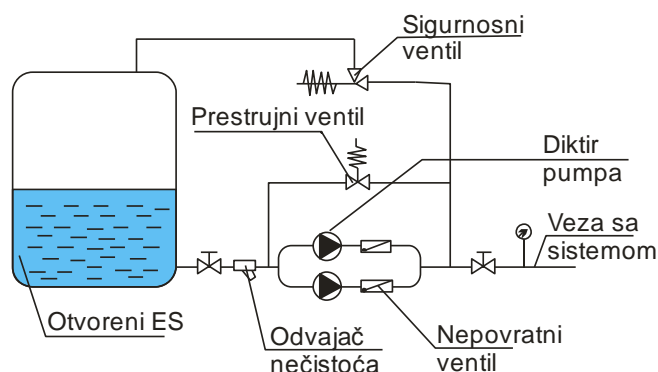 Sigurnosni
ventil
Prestrujni ventil
Diktir
pumpa
Veza sa
sistemom
Otvoreni ES
Odvajač
nečistoća
Nepovratni
ventil